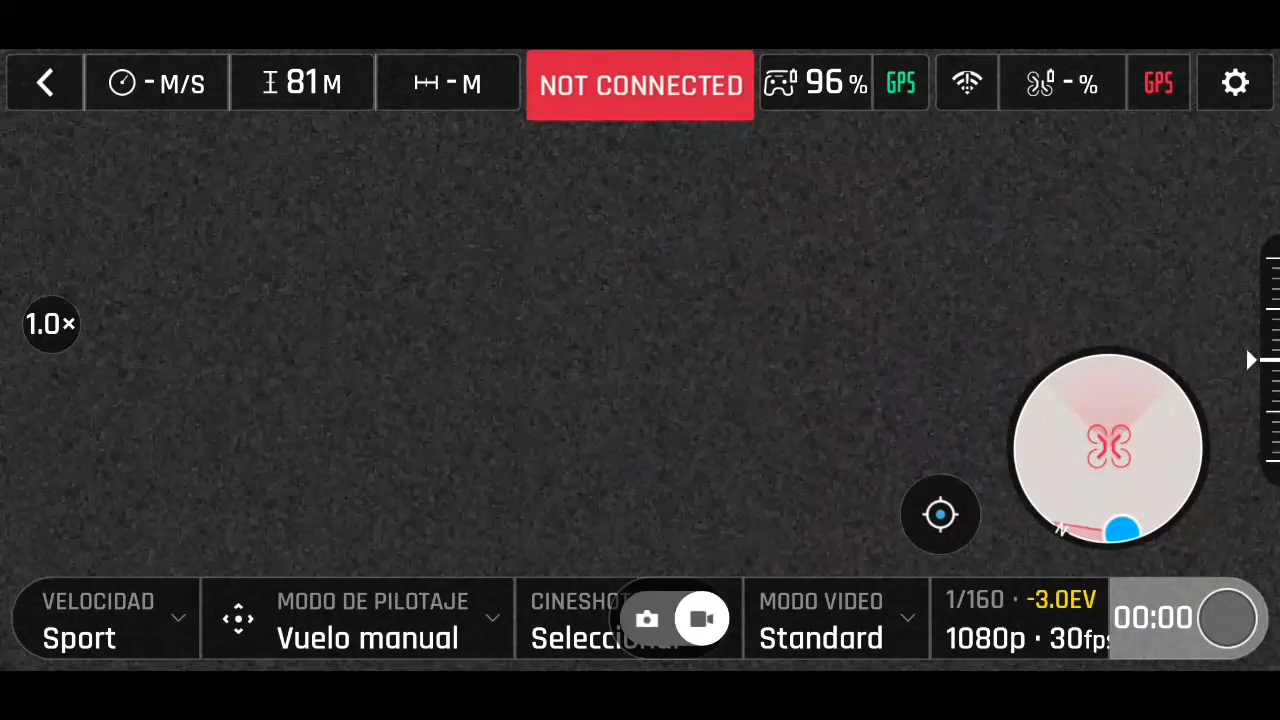 - M/S
81 M
- M
NOT CONNECTED
96 %
GPS
- %
GPS
1.0×
N
VELOCIDAD
Sport
MODO DE PILOTAJE
Vuelo manual
CINESHO
Selecci
MODO VIDEO
Standard
1/160 · -3.0EV
1080p · 30fps
00:00